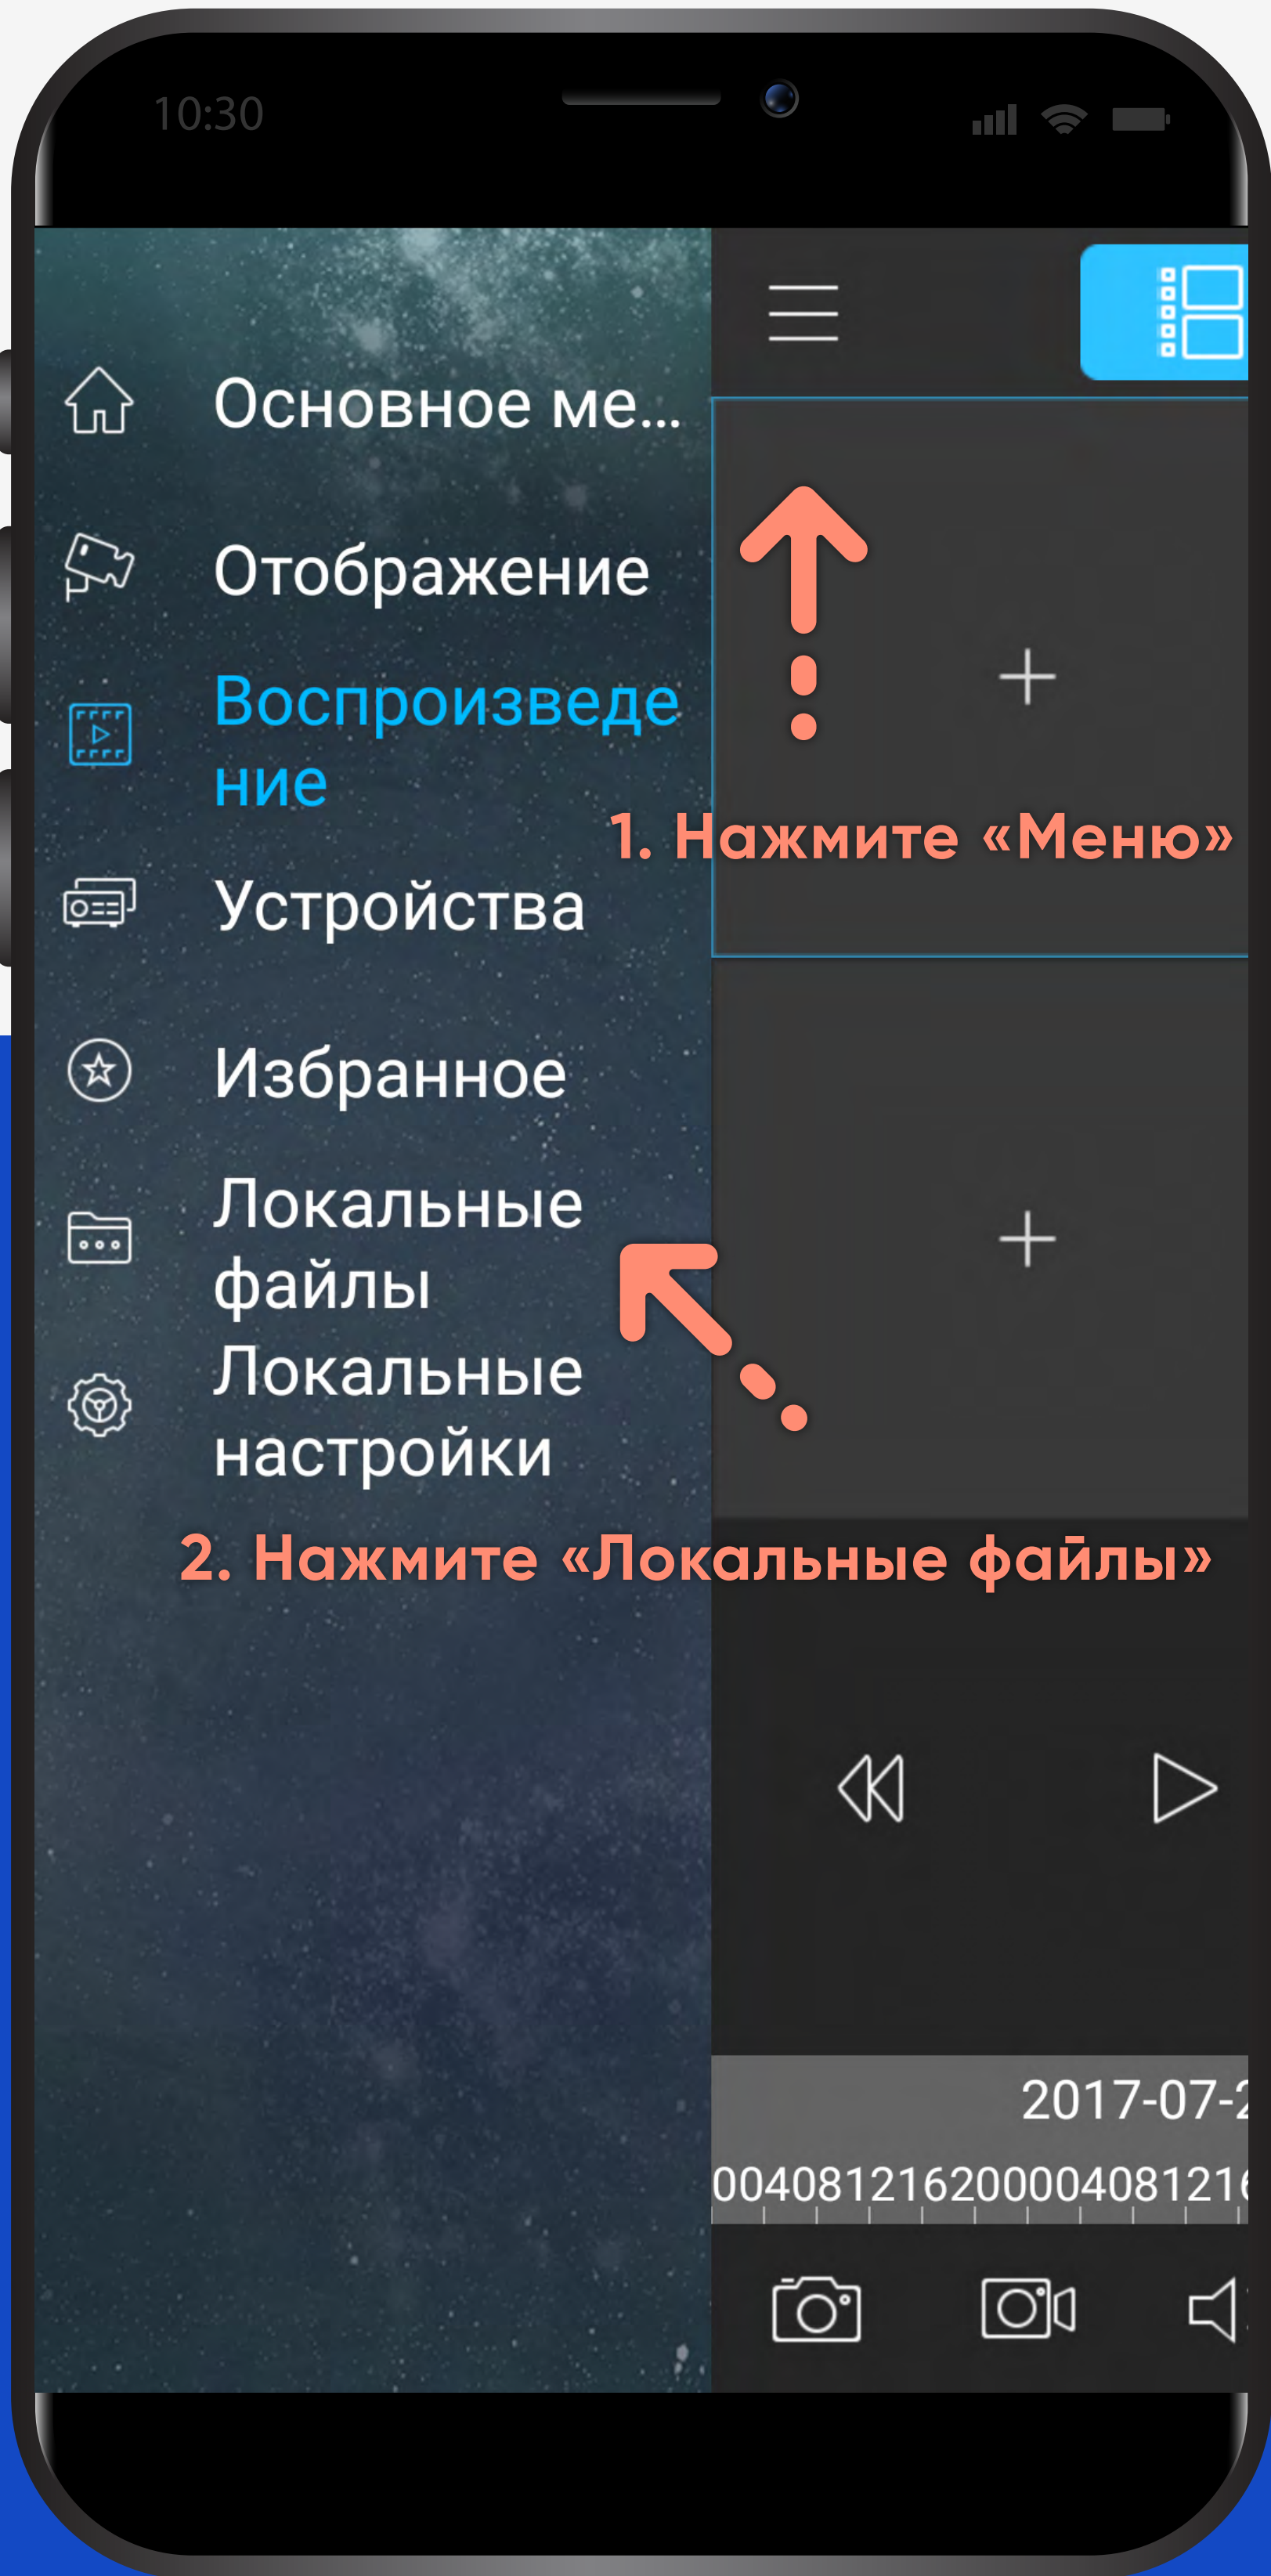 10:30
Основное ме...
Отображение
Воспроизведе
ние
1. Нажмите «Меню»
Устройства
Избранное
Локальные
файлы
Локальные
настройки
2. Нажмите «Локальные файлы»
2017-07-2
004081216200004081216